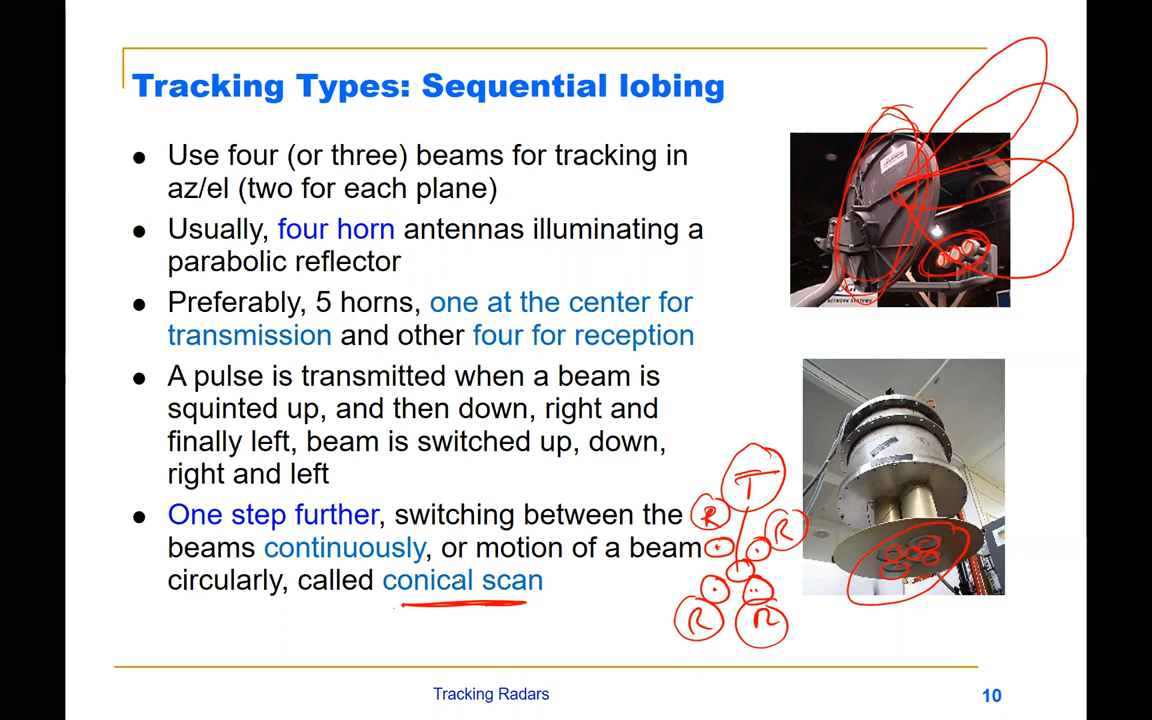 Tracking Types: Sequential lobing
● Use four (or three) beams for tracking in
az/el (two for each plane)
● Usually, four horn antennas illuminating a
parabolic reflector
● Preferably, 5 horns, one at the center for
transmission and other four for reception
● A pulse is transmitted when a beam is
squinted up, and then down, right and
finally left, beam is switched up, down,
right and left
● One step further, switching between the
beams continuously, or motion of a beam
circularly, called conical scan
T
R
R
R
R
Tracking Radars
10